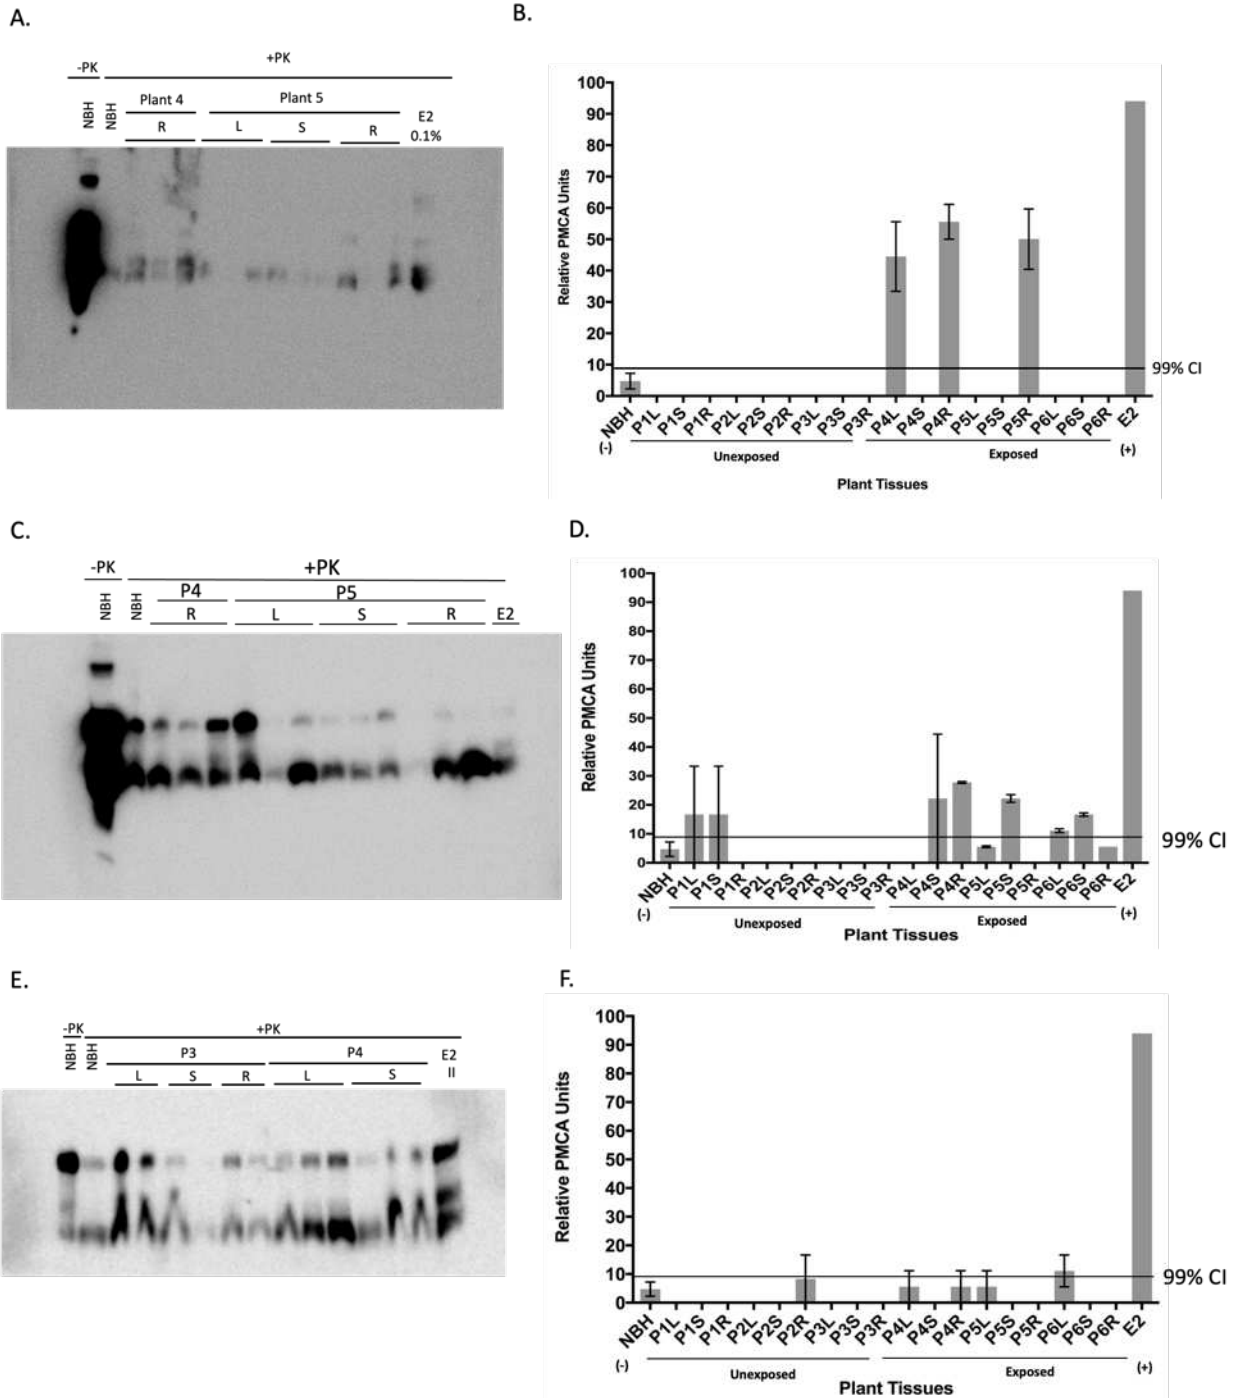 A.
-PK
+PK
NBH
NBH
Plant 4
Plant 5
R
L
S
R
E2
0.1%
B.
Relative PMCA Units
100
90
80
70
60
50
40
30
20
10
0
99% CI
NBH P1L P1S P1R P2L P2S P2R P3L P3S P3R P4L P4S P4R P5L P5S P5R P6L P6S P6R E2
(-)
Unexposed
Exposed
(+)
Plant Tissues
C.
-PK
+PK
NBH
NBH
P4
P5
R
L
S
R
E2
D.
Relative PMCA Units
100
90
80
70
60
50
40
30
20
10
0
99% CI
NBH P1L P1S P1R P2L P2S P2R P3L P3S P3R P4L P4S P4R P5L P5S P5R P6L P6S P6R E2
(-)
Unexposed
Exposed
(+)
Plant Tissues
E.
-PK
+PK
NBH
NBH
P3
P4
L
S
R
L
S
E2
II
F.
Relative PMCA Units
100
90
80
70
60
50
40
30
20
10
0
99% CI
NBH P1L P1S P1R P2L P2S P2R P3L P3S P3R P4L P4S P4R P5L P5S P5R P6L P6S P6R E2
(-)
Unexposed
Exposed
(+)
Plant Tissues